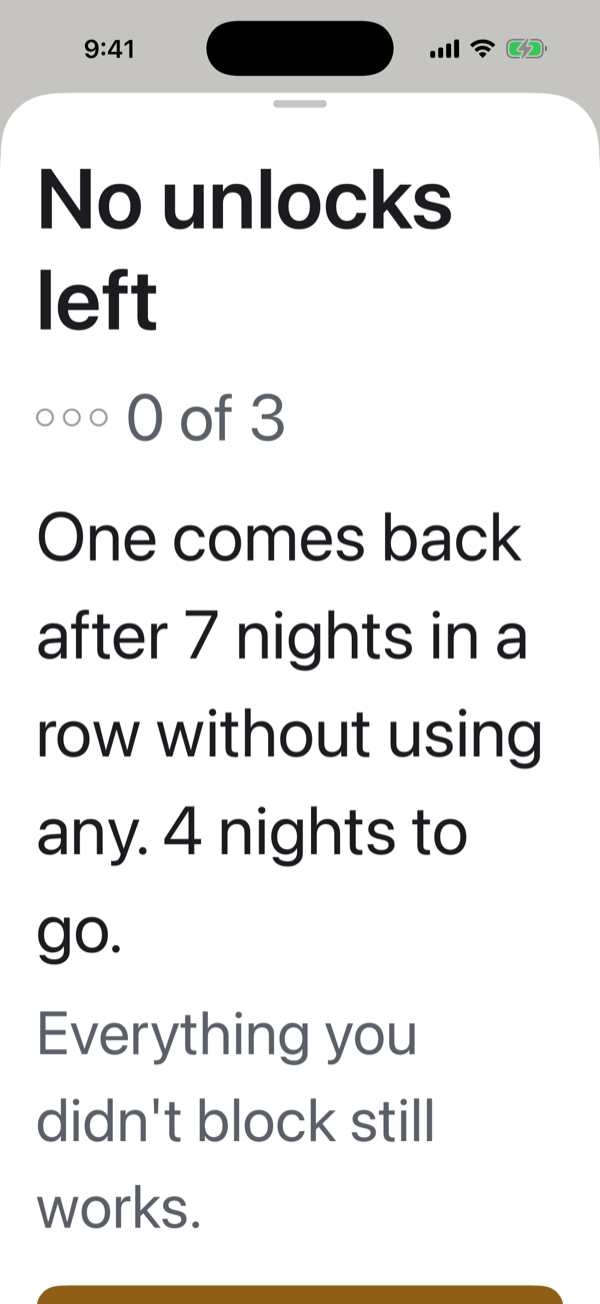 9:41
No unlocks
left
0 of 3
One comes back
after 7 nights in a
row without using
any. 4 nights to
go.
Everything you
didn't block still
works.